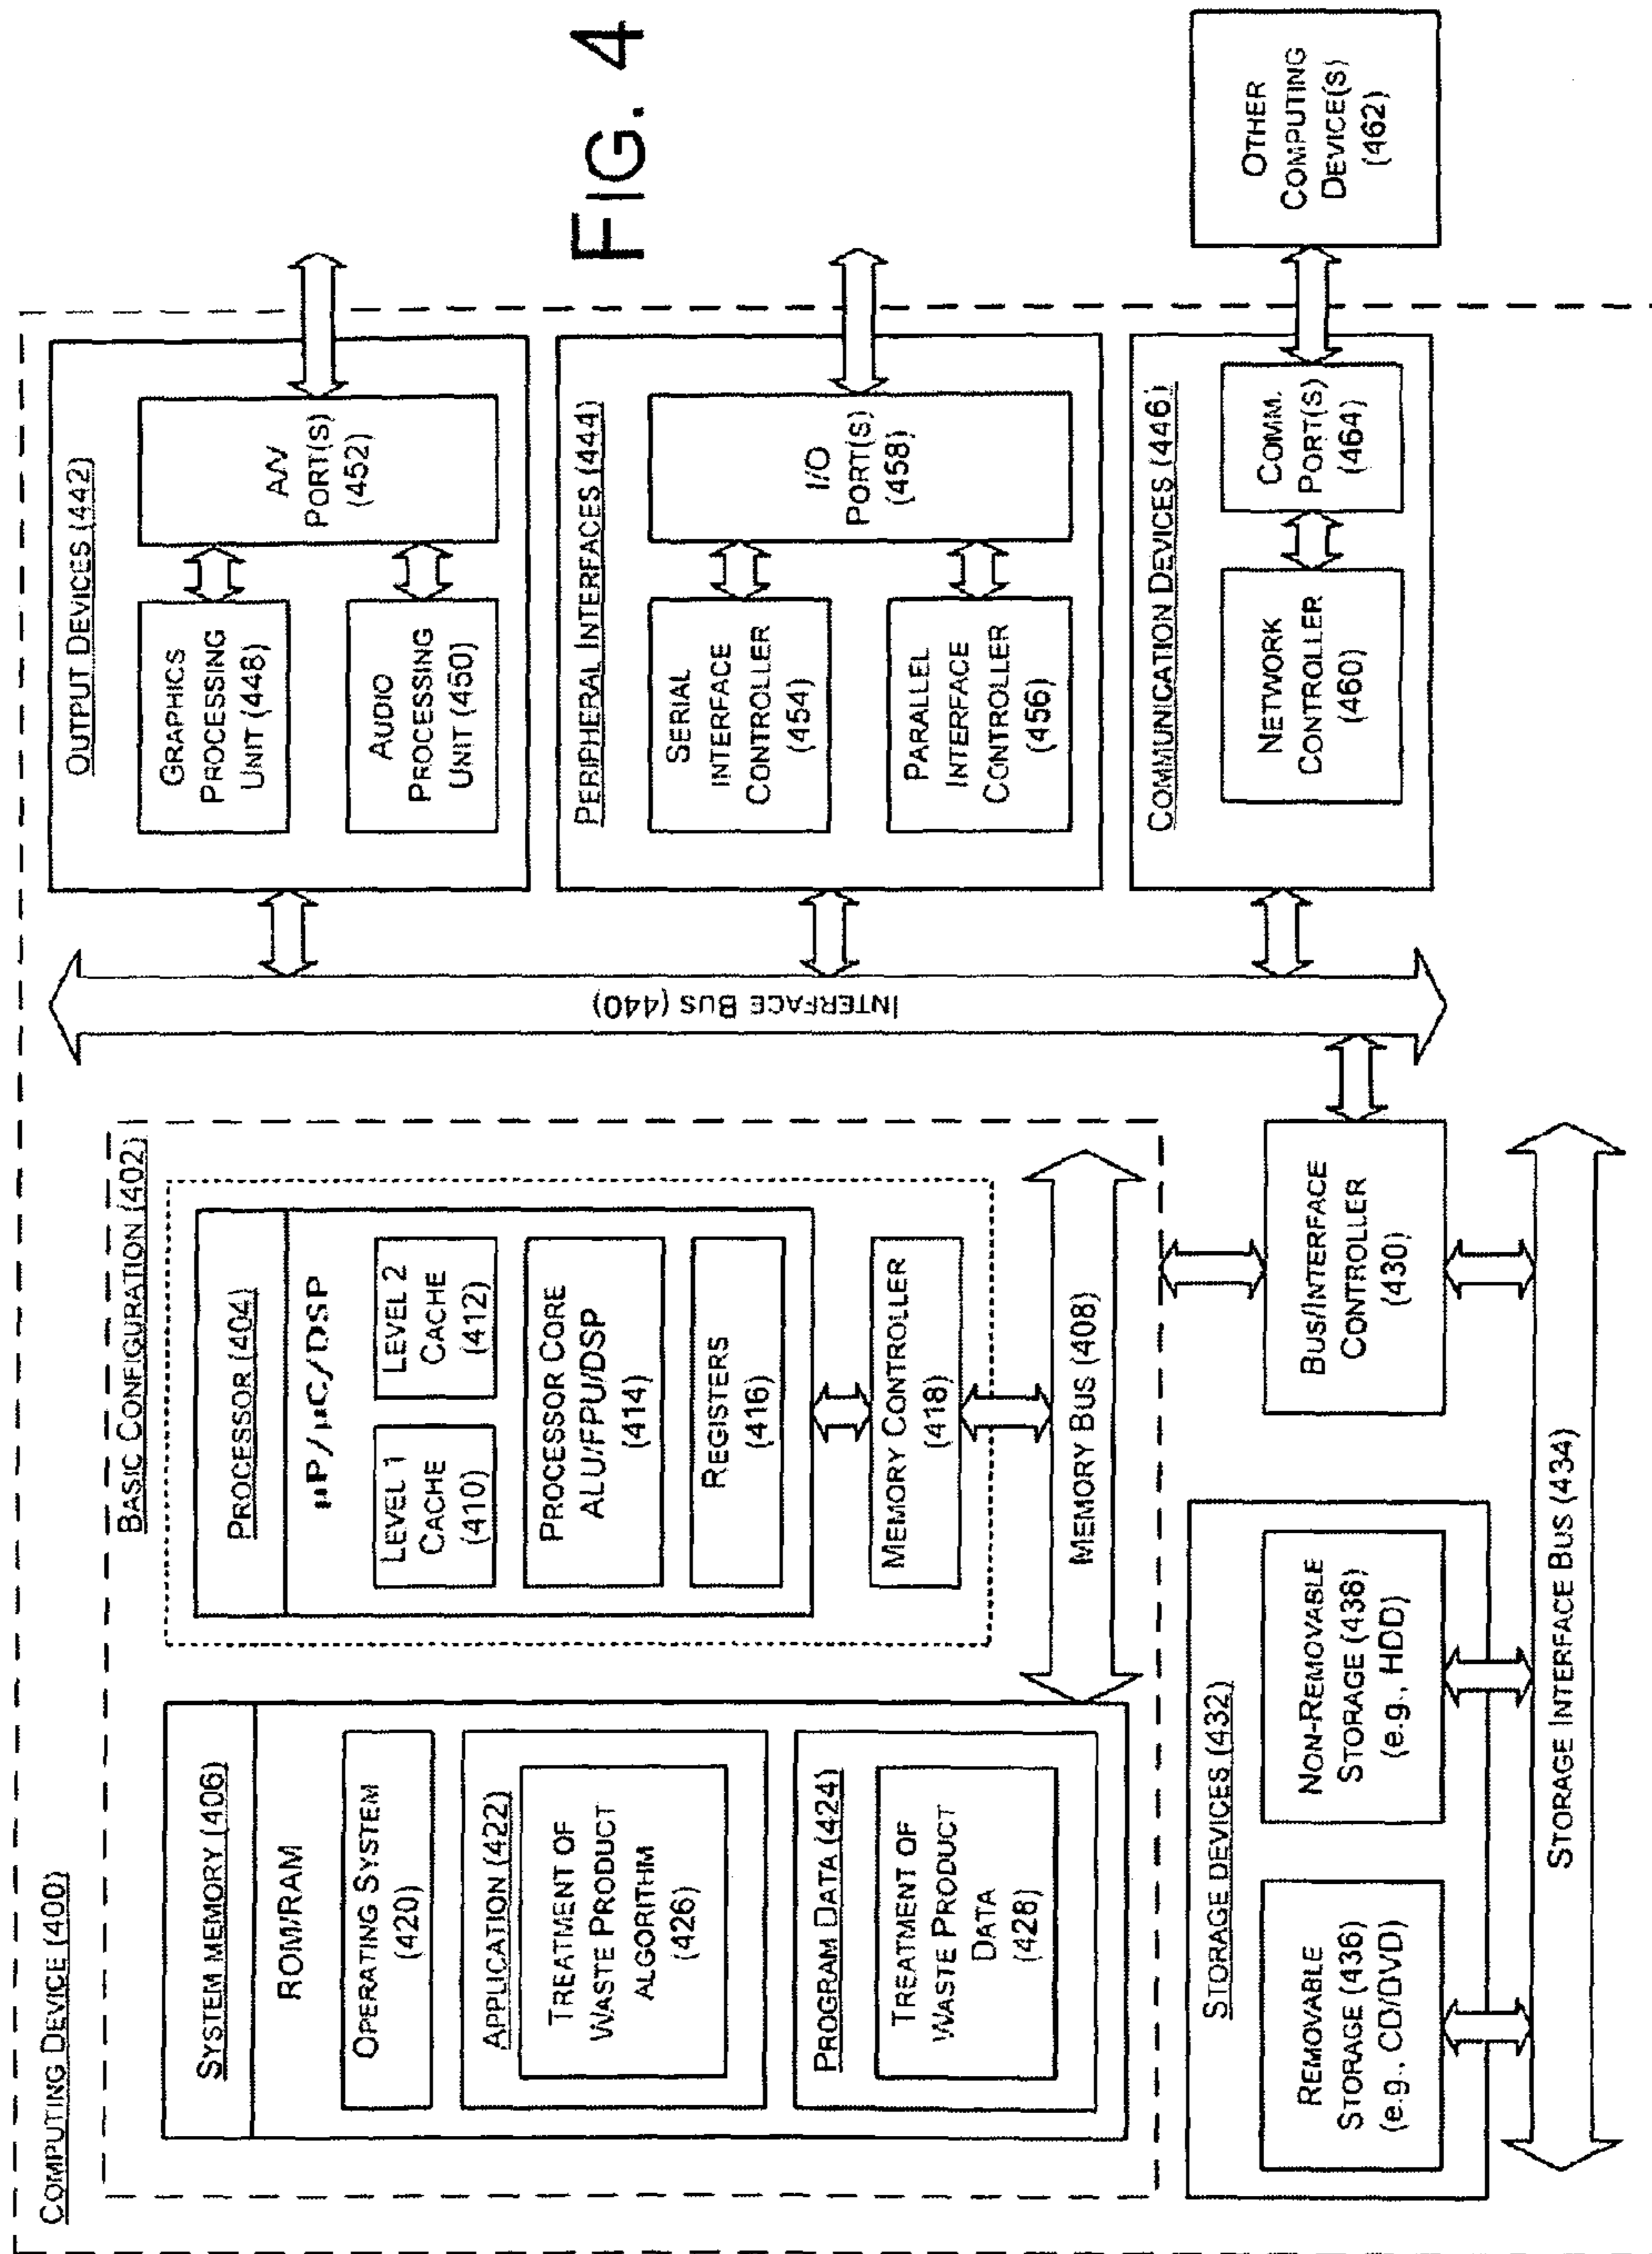 COMPUTING DEVICE (400)
BASIC CONFIGURATION (402)
SYSTEM MEMORY (406)
ROM/RAM
OPERATING SYSTEM
(420)
APPLICATION (422)
TREATMENT OF
WASTE PRODUCT
ALGORITHM
(426)
PROGRAM DATA (424)
TREATMENT OF
WASTE PRODUCT
DATA
(428)
PROCESSOR (404)
µP/µC/DSP
LEVEL 1
CACHE
(410)
LEVEL 2
CACHE
(412)
PROCESSOR CORE
ALU/FPU/DSP
(414)
REGISTERS
(416)
MEMORY CONTROLLER
(418)
MEMORY BUS (408)
STORAGE DEVICES (432)
REMOVABLE
STORAGE (436)
(e.g., CD/DVD)
NON-REMOVABLE
STORAGE (438)
(e.g., HDD)
BUS/INTERFACE
CONTROLLER
(430)
STORAGE INTERFACE BUS (434)
INTERFACE BUS (440)
OUTPUT DEVICES (442)
GRAPHICS
PROCESSING
UNIT (448)
AUDIO
PROCESSING
UNIT (450)
A/V
PORT(S)
(452)
PERIPHERAL INTERFACES (444)
SERIAL
INTERFACE
CONTROLLER
(454)
PARALLEL
INTERFACE
CONTROLLER
(456)
I/O
PORT(S)
(458)
COMMUNICATION DEVICES (446)
NETWORK
CONTROLLER
(460)
COMM.
PORT(S)
(464)
OTHER
COMPUTING
DEVICE(S)
(462)
FIG. 4